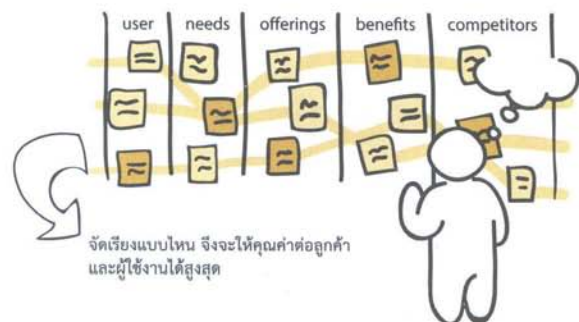 user needs offerings benefits competitors
จัดเรียงแบบไหน จึงจะให้คุณค่าต่อลูกค้า
และผู้ใช้งานได้สูงสุด